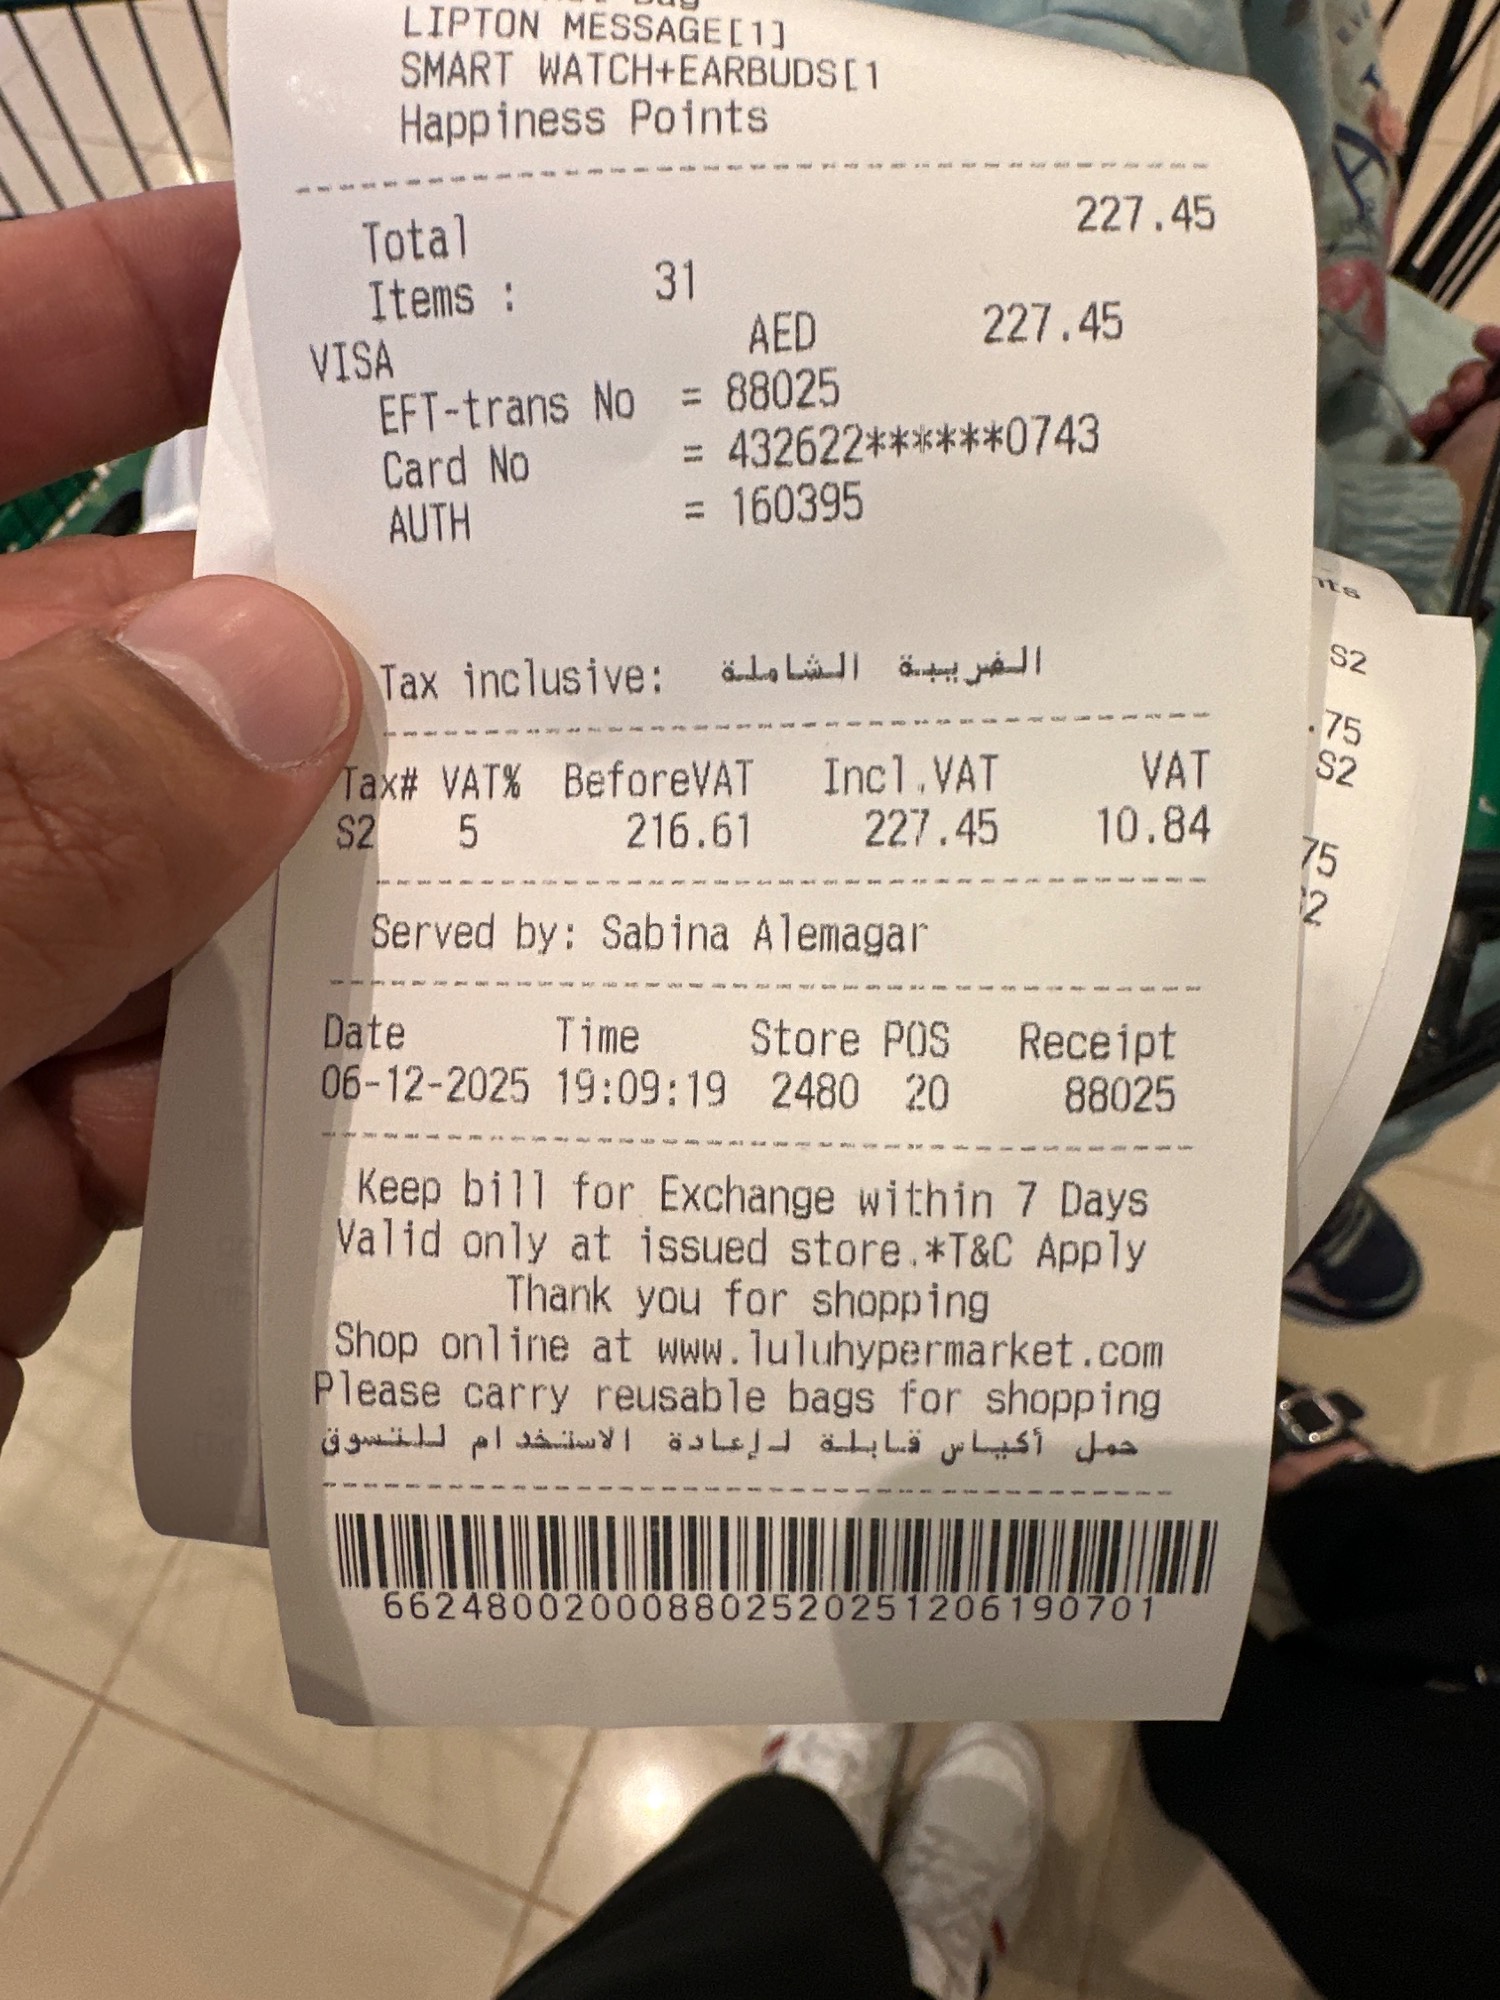 Bag
LIPTON MESSAGE[1]
SMART WATCH+EARBUDS[1
Happiness Points
Total 227.45
Items : 31
VISA AED 227.45
EFT-trans No = 88025
Card No = 432622******0743
AUTH = 160395
Tax inclusive: الضريبة الشاملة
Tax# VAT% BeforeVAT Incl.VAT VAT
S2 5 216.61 227.45 10.84
Served by: Sabina Alemagar
Date Time Store POS Receipt
06-12-2025 19:09:19 2480 20 88025
Keep bill for Exchange within 7 Days
Valid only at issued store.*T&C Apply
Thank you for shopping
Shop online at www.luluhypermarket.com
Please carry reusable bags for shopping
حمل أكياس قابلة لإعادة الاستخدام للتسوق
662480020008802520251206190701
S2
.75
S2
75